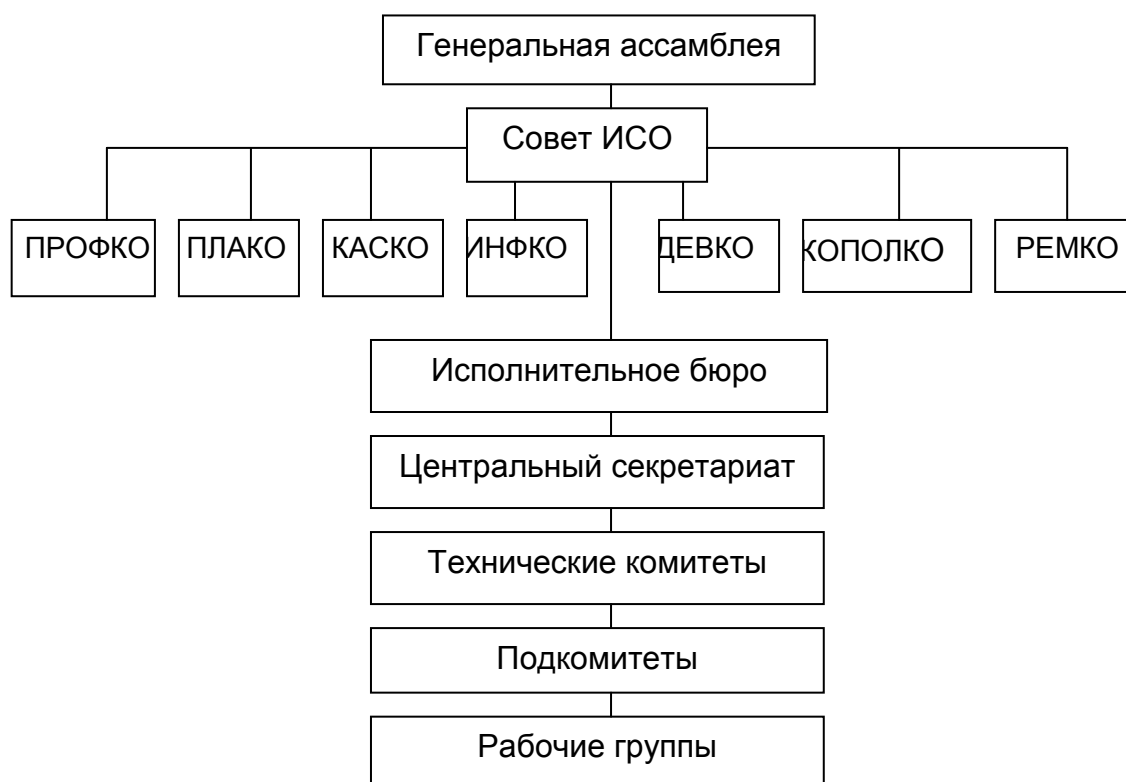 Генеральная ассамблея
Совет ИСО
ПРОФКО ПЛАКО КАСКО ИНФКО ДЕВКО КОПОЛКО РЕМКО
Исполнительное бюро
Центральный секретариат
Технические комитеты
Подкомитеты
Рабочие группы